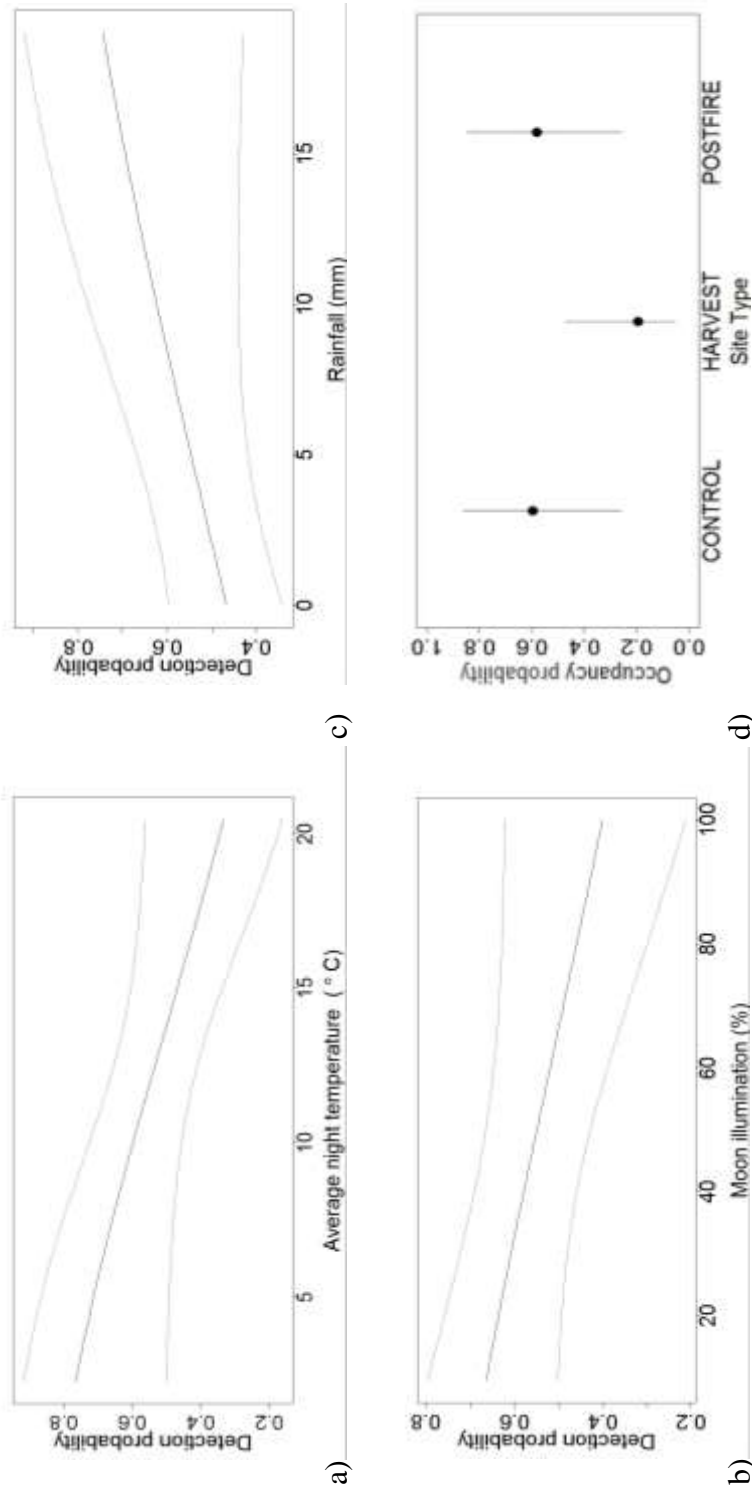 a)
Detection probability
0.2 0.4 0.6 0.8
5 10 15 20
Average night temperature ( ° C)
b)
Detection probability
0.2 0.4 0.6 0.8
20 40 60 80 100
Moon illumination (%)
c)
Detection probability
0.4 0.6 0.8
0 5 10 15
Rainfall (mm)
d)
Occupancy probability
0.0 0.2 0.4 0.6 0.8 1.0
CONTROL HARVEST POSTFIRE
Site Type